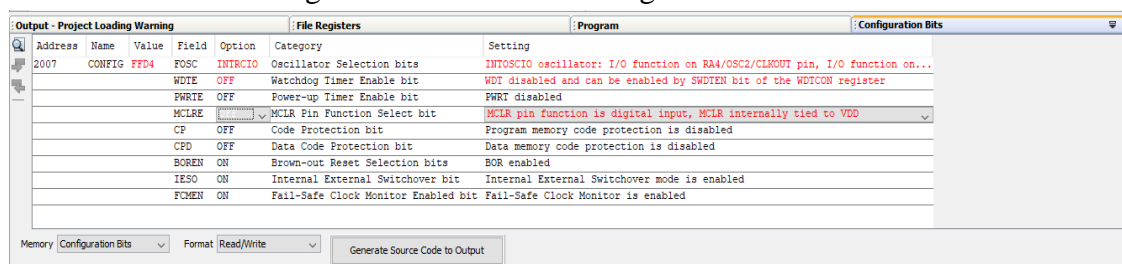 Output - Project Loading Warning File Registers Program Configuration Bits
Address Name Value Field Option Category Setting
2007 CONFIG FFD4 FOSC INTRCIO Oscillator Selection bits INTOSCIO oscillator: I/O function on RA4/OSC2/CLKOUT pin, I/O function on...
WDTE OFF Watchdog Timer Enable bit WDT disabled and can be enabled by SWDTEN bit of the WDTCON register
PWRTE OFF Power-up Timer Enable bit PWRT disabled
MCLRE MCLR Pin Function Select bit MCLR pin function is digital input, MCLR internally tied to VDD
CP OFF Code Protection bit Program memory code protection is disabled
CPD OFF Data Code Protection bit Data memory code protection is disabled
BOREN ON Brown-out Reset Selection bits BOR enabled
IESO ON Internal External Switchover bit Internal External Switchover mode is enabled
FCMEN ON Fail-Safe Clock Monitor Enabled bit Fail-Safe Clock Monitor is enabled
Memory Configuration Bits Format Read/Write Generate Source Code to Output